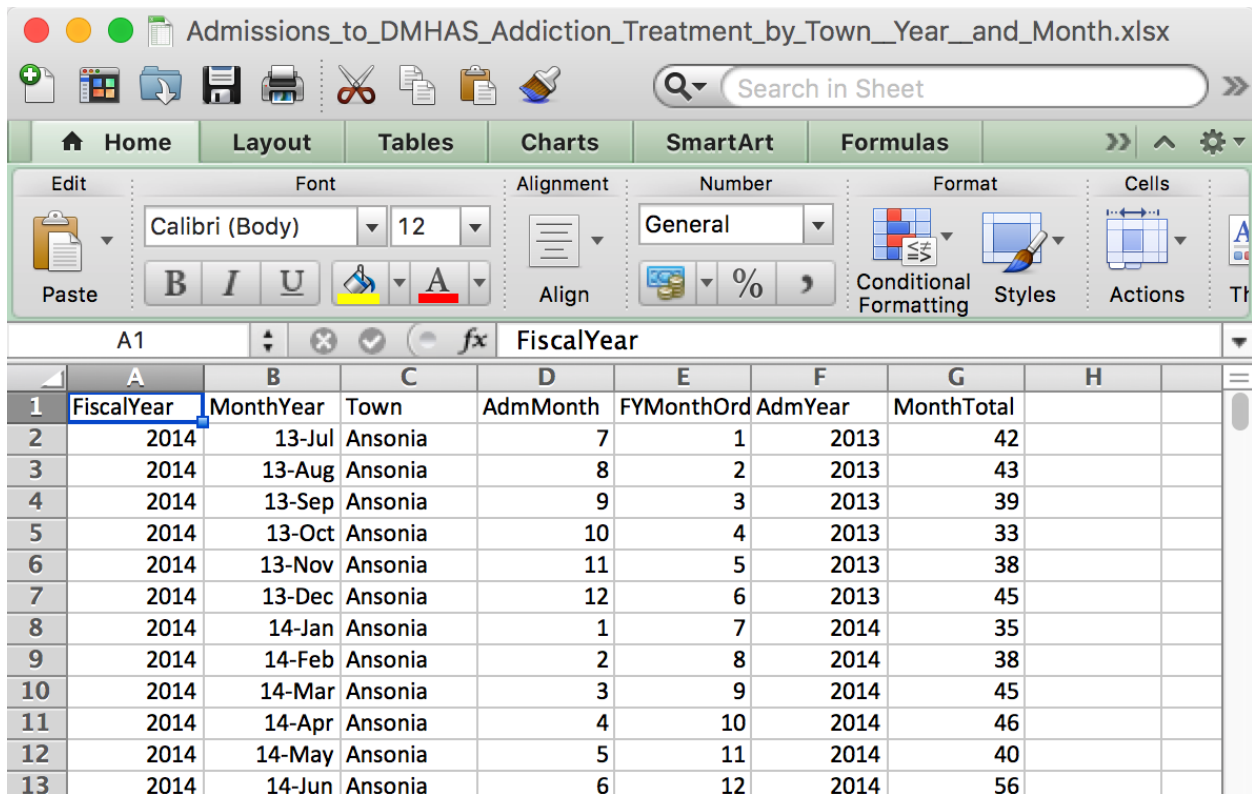 Admissions_to_DMHAS_Addiction_Treatment_by_Town__Year__and_Month.xlsx
Search in Sheet
Home Layout Tables Charts SmartArt Formulas
Edit Font Alignment Number Format Cells
Calibri (Body) 12 General
Paste B I U A Align % Conditional Formatting Styles Actions
A1 fx FiscalYear
A B C D E F G H
1 FiscalYear MonthYear Town AdmMonth FYMonthOrd AdmYear MonthTotal
2 2014 13-Jul Ansonia 7 1 2013 42
3 2014 13-Aug Ansonia 8 2 2013 43
4 2014 13-Sep Ansonia 9 3 2013 39
5 2014 13-Oct Ansonia 10 4 2013 33
6 2014 13-Nov Ansonia 11 5 2013 38
7 2014 13-Dec Ansonia 12 6 2013 45
8 2014 14-Jan Ansonia 1 7 2014 35
9 2014 14-Feb Ansonia 2 8 2014 38
10 2014 14-Mar Ansonia 3 9 2014 45
11 2014 14-Apr Ansonia 4 10 2014 46
12 2014 14-May Ansonia 5 11 2014 40
13 2014 14-Jun Ansonia 6 12 2014 56